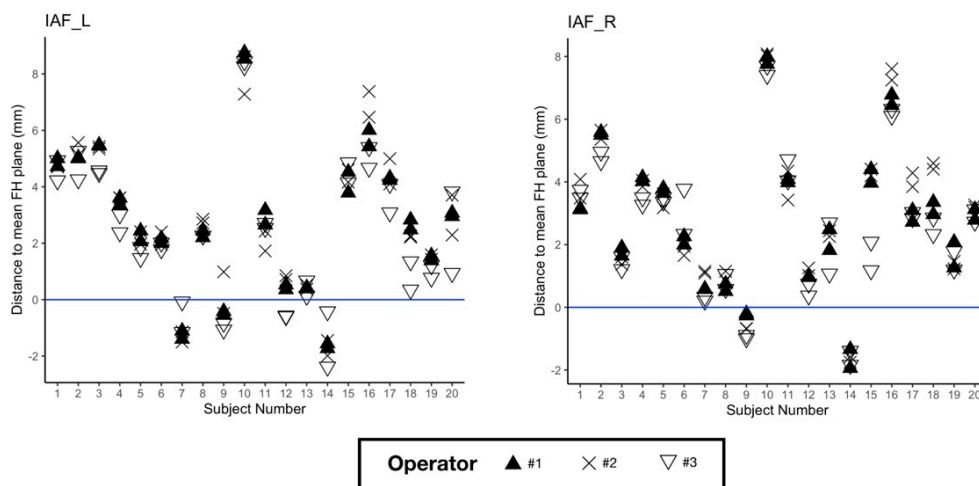 IAF_L
Distance to mean FH plane (mm)
8
6
4
2
0
-2
1 2 3 4 5 6 7 8 9 10 11 12 13 14 15 16 17 18 19 20
Subject Number
IAF_R
Distance to mean FH plane (mm)
8
6
4
2
0
-2
1 2 3 4 5 6 7 8 9 10 11 12 13 14 15 16 17 18 19 20
Subject Number
Operator #1 #2 #3